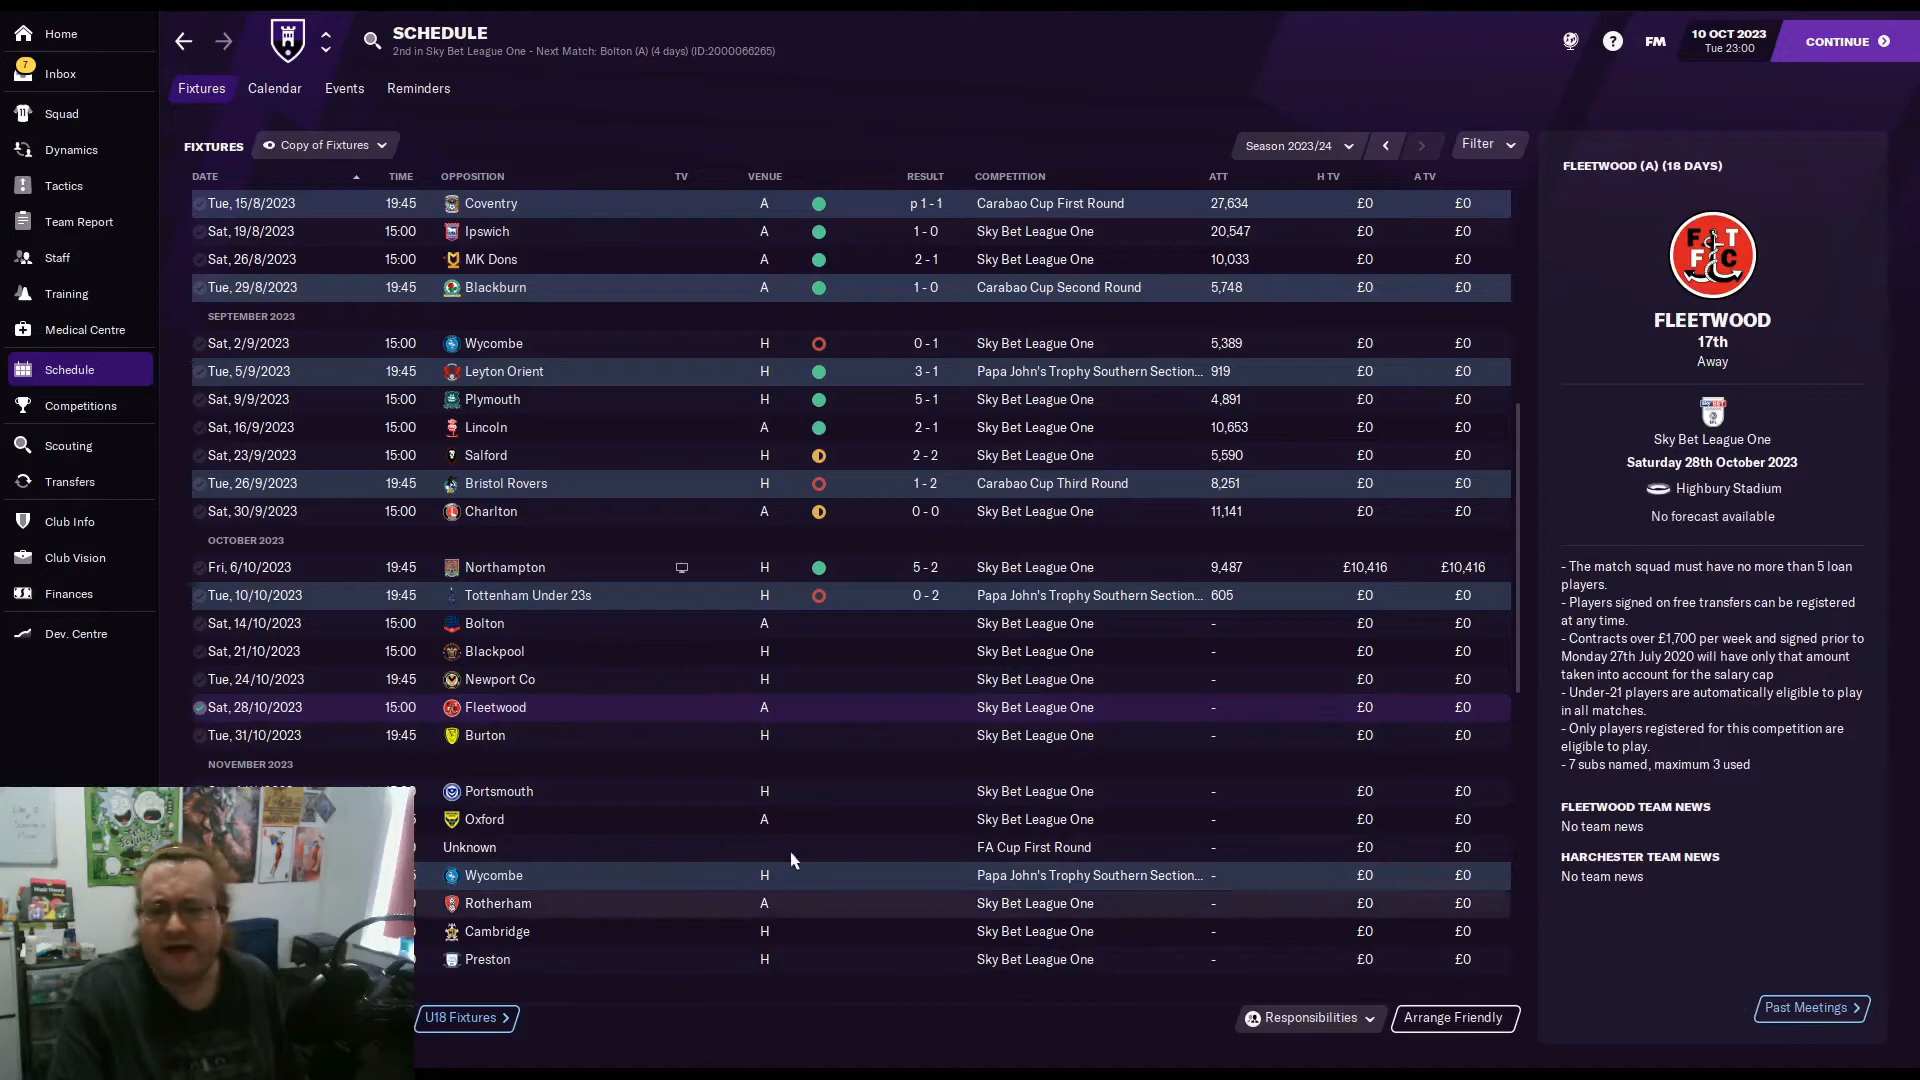 Home
7
Inbox
11
Squad
Dynamics
Tactics
Team Report
Staff
Training
Medical Centre
Schedule
Competitions
Scouting
Transfers
Club Info
Club Vision
Finances
Dev. Centre
SCHEDULE
2nd in Sky Bet League One - Next Match: Bolton (A) (4 days) (ID:2000066265)
FM
10 OCT 2023
Tue 23:00
CONTINUE
Fixtures Calendar Events Reminders
FIXTURES Copy of Fixtures Season 2023/24 Filter
DATE TIME OPPOSITION TV VENUE RESULT COMPETITION ATT H TV A TV
Tue, 15/8/2023 19:45 Coventry A p 1 - 1 Carabao Cup First Round 27,634 £0 £0
Sat, 19/8/2023 15:00 Ipswich A 1 - 0 Sky Bet League One 20,547 £0 £0
Sat, 26/8/2023 15:00 MK Dons A 2 - 1 Sky Bet League One 10,033 £0 £0
Tue, 29/8/2023 19:45 Blackburn A 1 - 0 Carabao Cup Second Round 5,748 £0 £0
SEPTEMBER 2023
Sat, 2/9/2023 15:00 Wycombe H 0 - 1 Sky Bet League One 5,389 £0 £0
Tue, 5/9/2023 19:45 Leyton Orient H 3 - 1 Papa John's Trophy Southern Section... 919 £0 £0
Sat, 9/9/2023 15:00 Plymouth H 5 - 1 Sky Bet League One 4,891 £0 £0
Sat, 16/9/2023 15:00 Lincoln A 2 - 1 Sky Bet League One 10,653 £0 £0
Sat, 23/9/2023 15:00 Salford H 2 - 2 Sky Bet League One 5,590 £0 £0
Tue, 26/9/2023 19:45 Bristol Rovers H 1 - 2 Carabao Cup Third Round 8,251 £0 £0
Sat, 30/9/2023 15:00 Charlton A 0 - 0 Sky Bet League One 11,141 £0 £0
OCTOBER 2023
Fri, 6/10/2023 19:45 Northampton H 5 - 2 Sky Bet League One 9,487 £10,416 £10,416
Tue, 10/10/2023 19:45 Tottenham Under 23s H 0 - 2 Papa John's Trophy Southern Section... 605 £0 £0
Sat, 14/10/2023 15:00 Bolton A Sky Bet League One - £0 £0
Sat, 21/10/2023 15:00 Blackpool H Sky Bet League One - £0 £0
Tue, 24/10/2023 19:45 Newport Co H Sky Bet League One - £0 £0
Sat, 28/10/2023 15:00 Fleetwood A Sky Bet League One - £0 £0
Tue, 31/10/2023 19:45 Burton H Sky Bet League One - £0 £0
NOVEMBER 2023
Portsmouth H Sky Bet League One - £0 £0
Oxford A Sky Bet League One - £0 £0
Unknown FA Cup First Round - £0 £0
Wycombe H Papa John's Trophy Southern Section... - £0 £0
Rotherham A Sky Bet League One - £0 £0
Cambridge H Sky Bet League One - £0 £0
Preston H Sky Bet League One - £0 £0
U18 Fixtures
Responsibilities
Arrange Friendly
FLEETWOOD (A) (18 DAYS)
F T
F C
FLEETWOOD
17th
Away
Sky Bet League One
Saturday 28th October 2023
Highbury Stadium
No forecast available
- The match squad must have no more than 5 loan
players.
- Players signed on free transfers can be registered
at any time.
- Contracts over £1,700 per week and signed prior to
Monday 27th July 2020 will have only that amount
taken into account for the salary cap
- Under-21 players are automatically eligible to play
in all matches.
- Only players registered for this competition are
eligible to play.
- 7 subs named, maximum 3 used
FLEETWOOD TEAM NEWS
No team news
HARCHESTER TEAM NEWS
No team news
Past Meetings